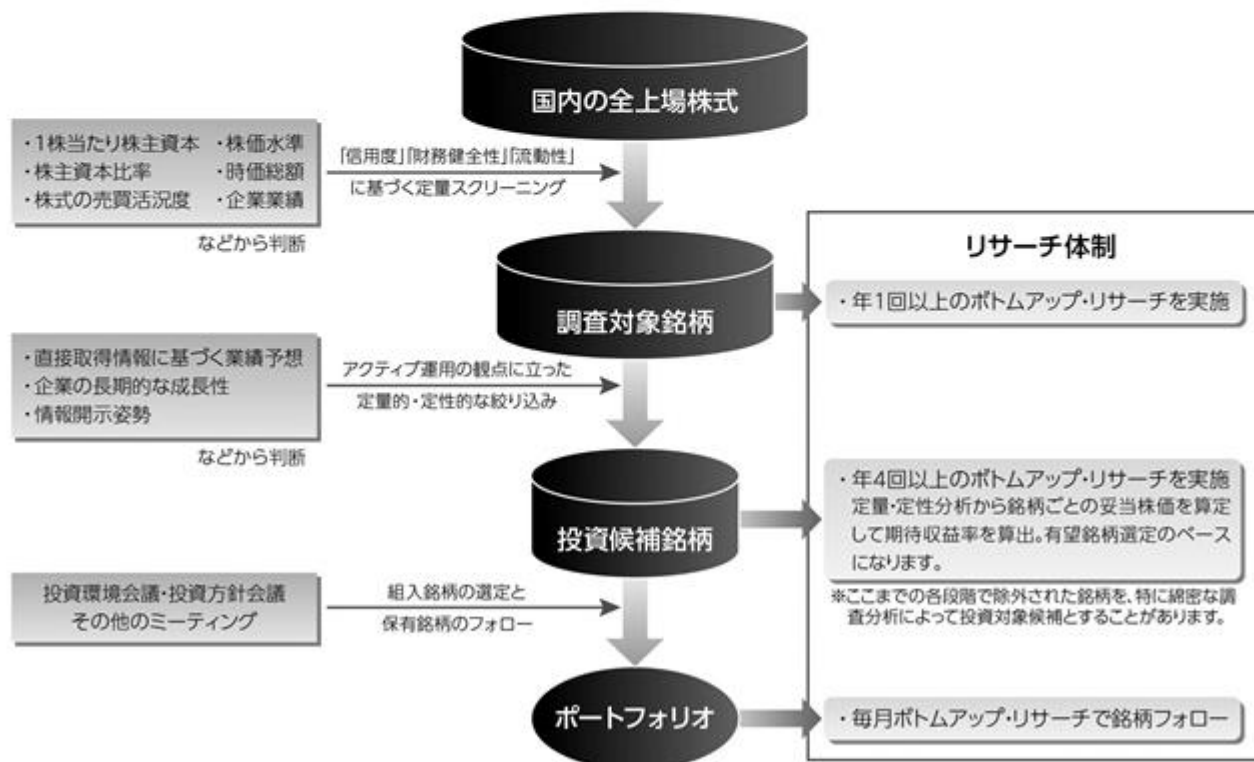 国内の全上場株式
・1株当たり株主資本 ・株価水準
・株主資本比率 ・時価総額
・株式の売買活況度 ・企業業績
などから判断
「信用度」「財務健全性」「流動性」
に基づく定量スクリーニング
リサーチ体制
調査対象銘柄
・年1回以上のボトムアップ・リサーチを実施
・直接取得情報に基づく業績予想
・企業の長期的な成長性
・情報開示姿勢
などから判断
アクティブ運用の観点に立った
定量的・定性的な絞り込み
投資候補銘柄
・年4回以上のボトムアップ・リサーチを実施
定量・定性分析から銘柄ごとの妥当株価を算定
して期待収益率を算出。有望銘柄選定のベース
になります。
※ここまでの各段階で除外された銘柄を、特に綿密な調
査分析によって投資対象候補とすることがあります。
投資環境会議・投資方針会議
その他のミーティング
組入銘柄の選定と
保有銘柄のフォロー
ポートフォリオ
・毎月ボトムアップ・リサーチで銘柄フォロー